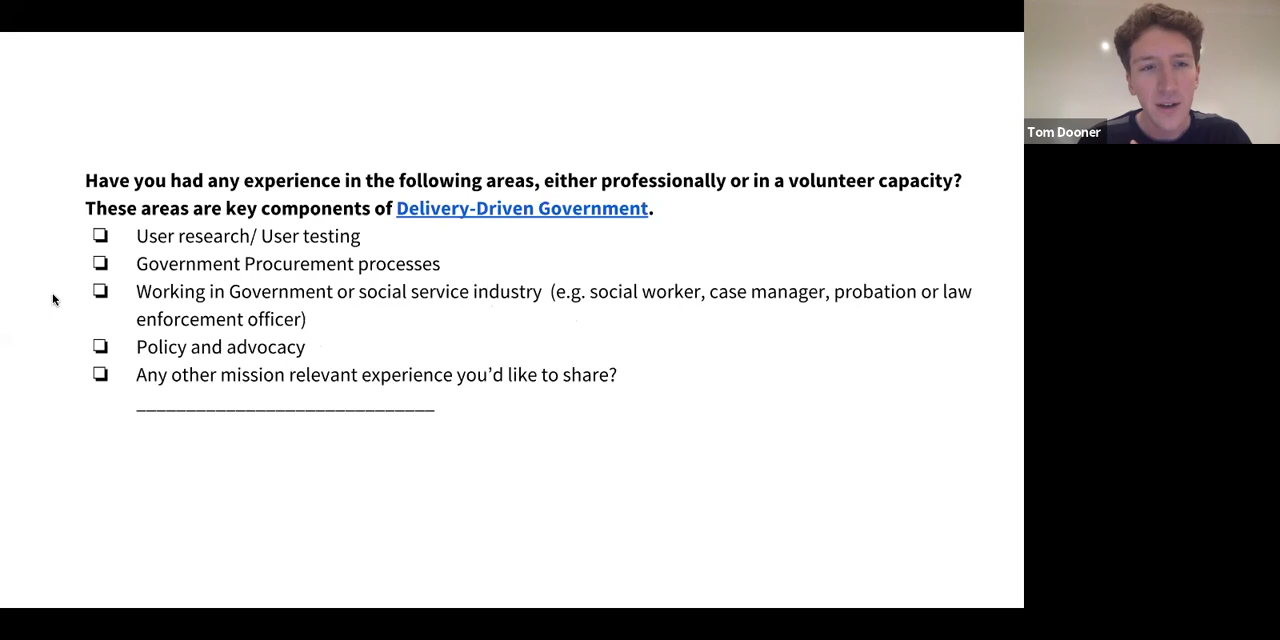 Have you had any experience in the following areas, either professionally or in a volunteer capacity?
These areas are key components of Delivery-Driven Government.
❏ User research/ User testing
❏ Government Procurement processes
❏ Working in Government or social service industry (e.g. social worker, case manager, probation or law
enforcement officer)
❏ Policy and advocacy
❏ Any other mission relevant experience you’d like to share?
______________________________
Tom Dooner